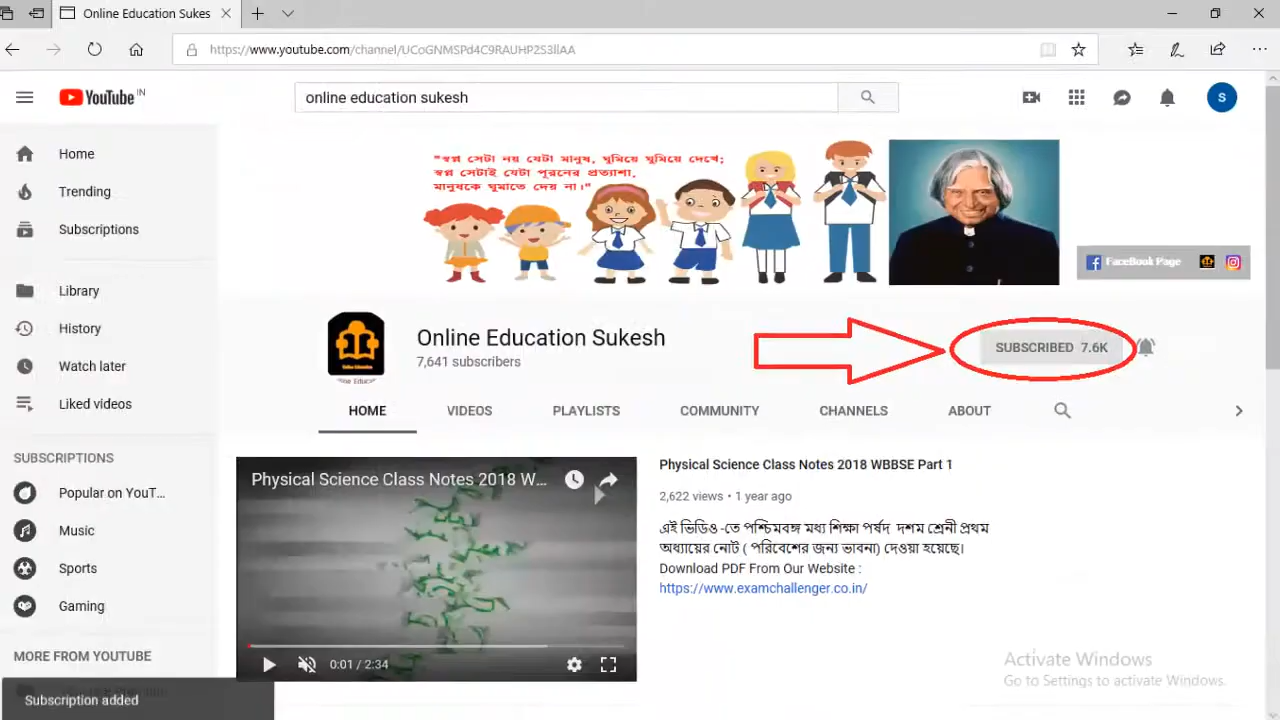 Online Education Sukes
https://www.youtube.com/channel/UCoGNMSPd4C9RAUHP2S3llAA
YouTube IN
online education sukesh
S
Home
Trending
Subscriptions
Library
History
Watch later
Liked videos
SUBSCRIPTIONS
Popular on YouT...
Music
Sports
Gaming
MORE FROM YOUTUBE
Subscription added
"স্বপ্ন সেটা নয় যেটা মানুষ, ঘুমিয়ে ঘুমিয়ে দেখে;
স্বপ্ন সেটাই যেটা পূরনের প্রত্যাশা,
মানুষকে ঘুমাতে দেয় না।"
FaceBook Page
Online Education Sukesh
7,641 subscribers
SUBSCRIBED 7.6K
HOME VIDEOS PLAYLISTS COMMUNITY CHANNELS ABOUT
Physical Science Class Notes 2018 W...
0:01 / 2:34
Physical Science Class Notes 2018 WBBSE Part 1
2,622 views • 1 year ago
এই ভিডিও -তে পশ্চিমবঙ্গ মধ্য শিক্ষা পর্ষদ দশম শ্রেনী প্রথম
অধ্যায়ের নোট ( পরিবেশের জন্য ভাবনা) দেওয়া হয়েছে।
Download PDF From Our Website :
https://www.examchallenger.co.in/
Activate Windows
Go to Settings to activate Windows.